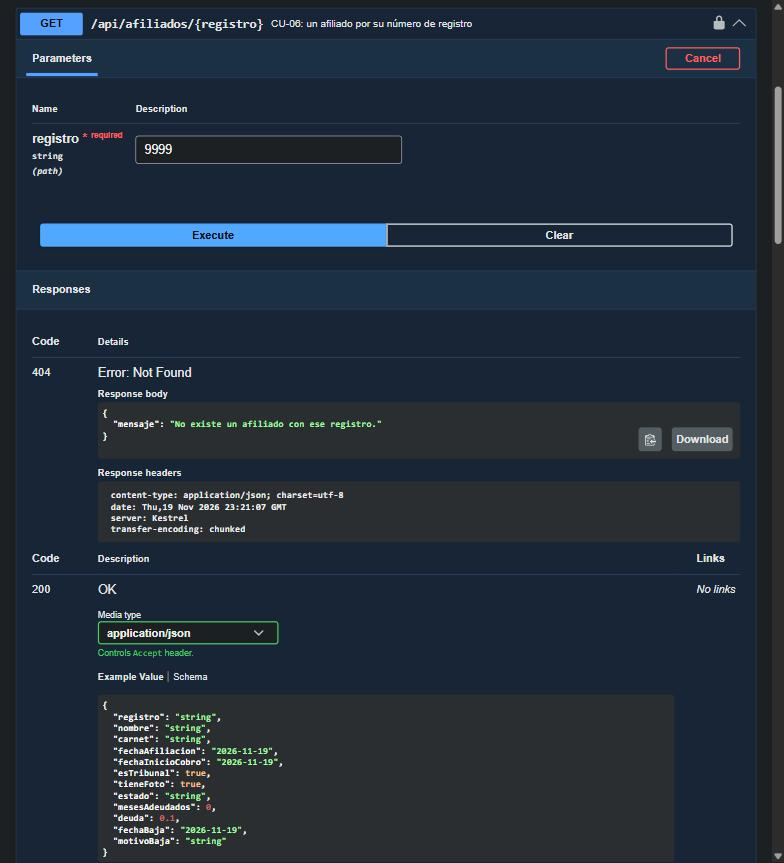 GET /api/afiliados/{registro} CU-06: un afiliado por su número de registro
Parameters
Cancel
Name Description
registro * required
string
(path)
9999
Execute Clear
Responses
Code Details
404 Error: Not Found
Response body
{
"mensaje": "No existe un afiliado con ese registro."
}
Download
Response headers
content-type: application/json; charset=utf-8
date: Thu,19 Nov 2026 23:21:07 GMT
server: Kestrel
transfer-encoding: chunked
Code Description Links
200 OK No links
Media type
application/json
Controls Accept header.
Example Value | Schema
{
"registro": "string",
"nombre": "string",
"carnet": "string",
"fechaAfiliacion": "2026-11-19",
"fechaInicioCobro": "2026-11-19",
"esTribunal": true,
"tieneFoto": true,
"estado": "string",
"mesesAdeudados": 0,
"deuda": 0.1,
"fechaBaja": "2026-11-19",
"motivoBaja": "string"
}